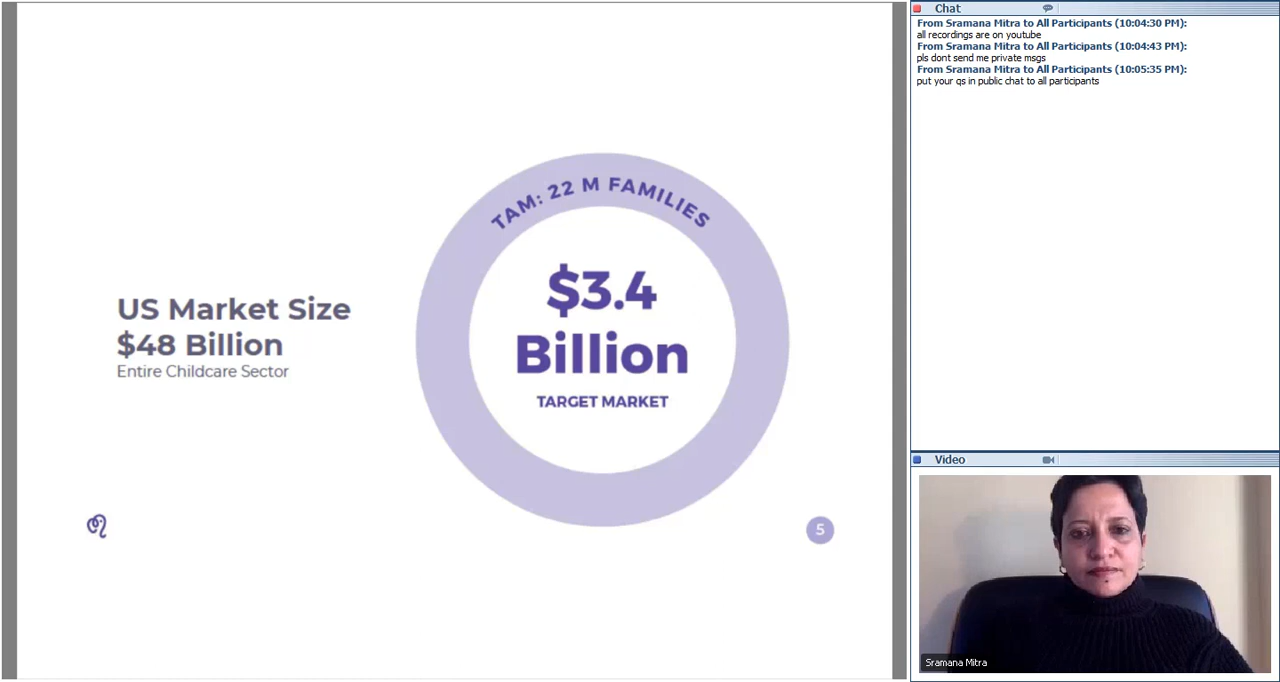 US Market Size
$48 Billion
Entire Childcare Sector
TAM: 22 M FAMILIES
$3.4
Billion
TARGET MARKET
5
Chat
From Sramana Mitra to All Participants (10:04:30 PM):
all recordings are on youtube
From Sramana Mitra to All Participants (10:04:43 PM):
pls dont send me private msgs
From Sramana Mitra to All Participants (10:05:35 PM):
put your qs in public chat to all participants
Video
Sramana Mitra